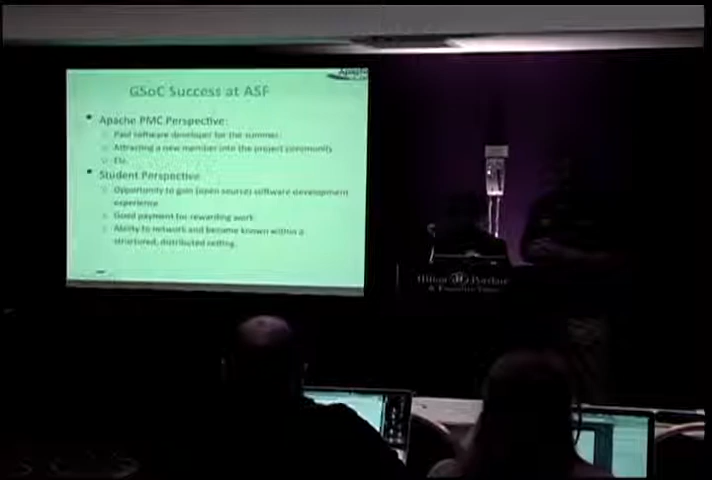 Apache
GSoC Success at ASF
• Apache PMC Perspective:
○ Paid software developer for the summer
○ Attracting a new member into the project community
○ Etc.
• Student Perspective
○ Opportunity to gain (open source) software development
experience
○ Good payment for rewarding work
○ Ability to network and become known within a
structured, distributed setting.
Hilton